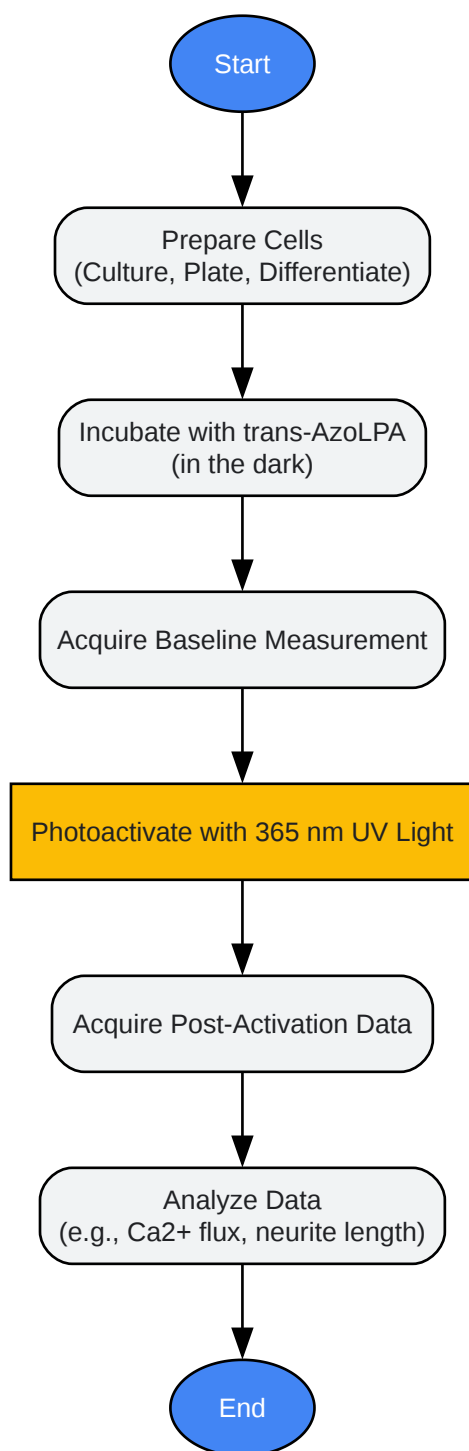 Start
Prepare Cells
(Culture, Plate, Differentiate)
Incubate with trans-AzoLPA
(in the dark)
Acquire Baseline Measurement
Photoactivate with 365 nm UV Light
Acquire Post-Activation Data
Analyze Data
(e.g., Ca2+ flux, neurite length)
End